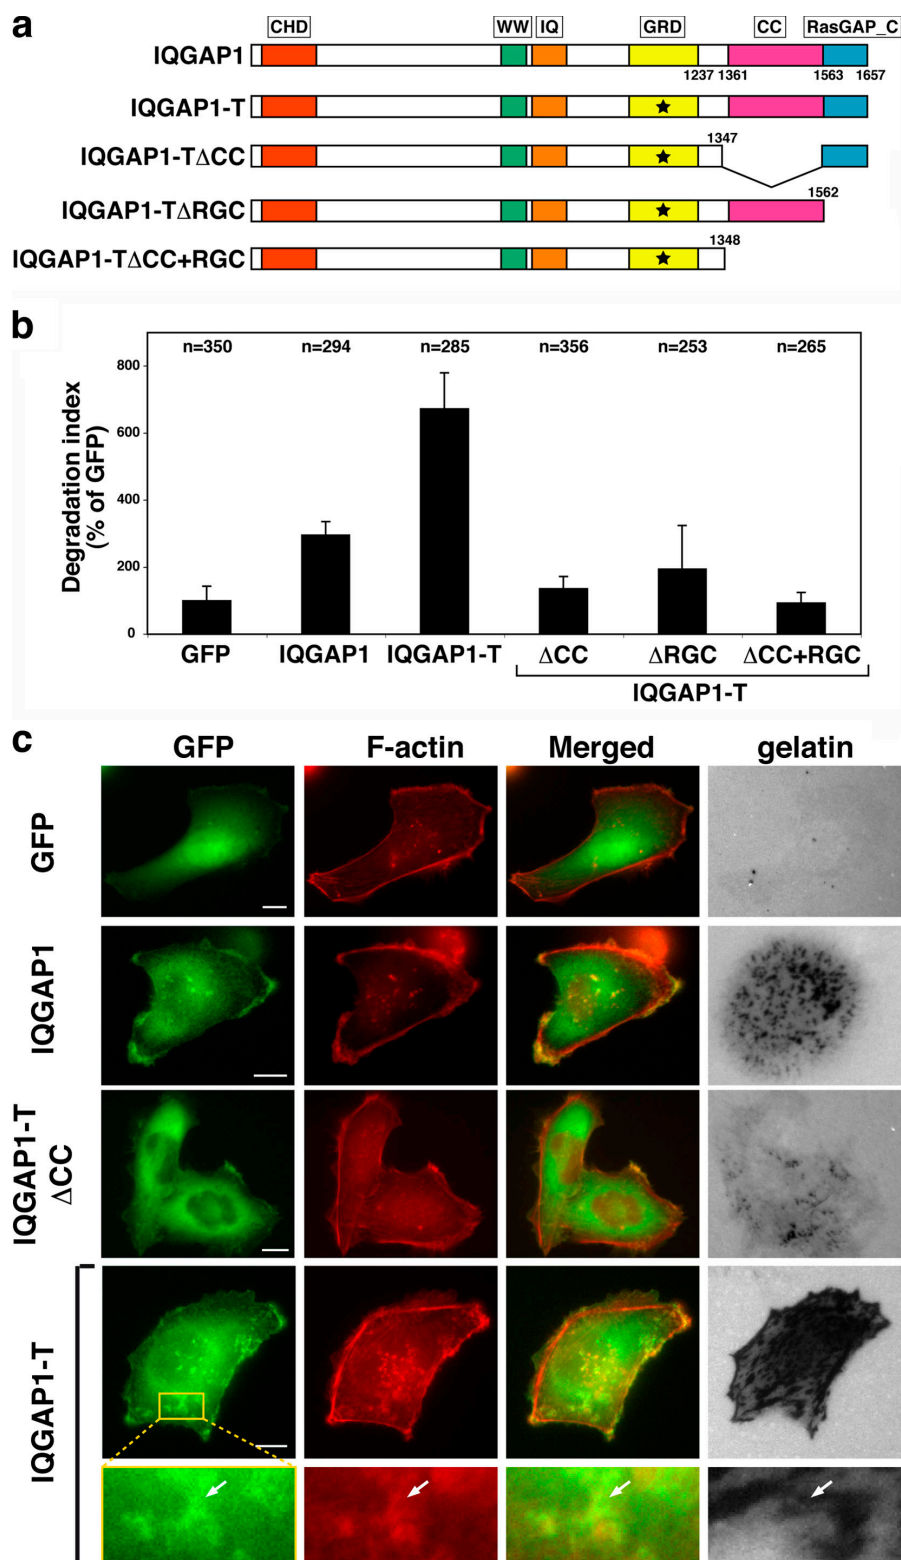 a
CHD WW IQ GRD CC RasGAP_C
IQGAP1
1237 1361 1563 1657
IQGAP1-T
1347
IQGAP1-TΔCC
1562
IQGAP1-TΔRGC
1348
IQGAP1-TΔCC+RGC
b
n=350 n=294 n=285 n=356 n=253 n=265
800
600
400
200
0
Degradation index
(% of GFP)
GFP IQGAP1 IQGAP1-T ΔCC ΔRGC ΔCC+RGC
IQGAP1-T
c
GFP F-actin Merged gelatin
GFP
IQGAP1
IQGAP1-T
ΔCC
IQGAP1-T